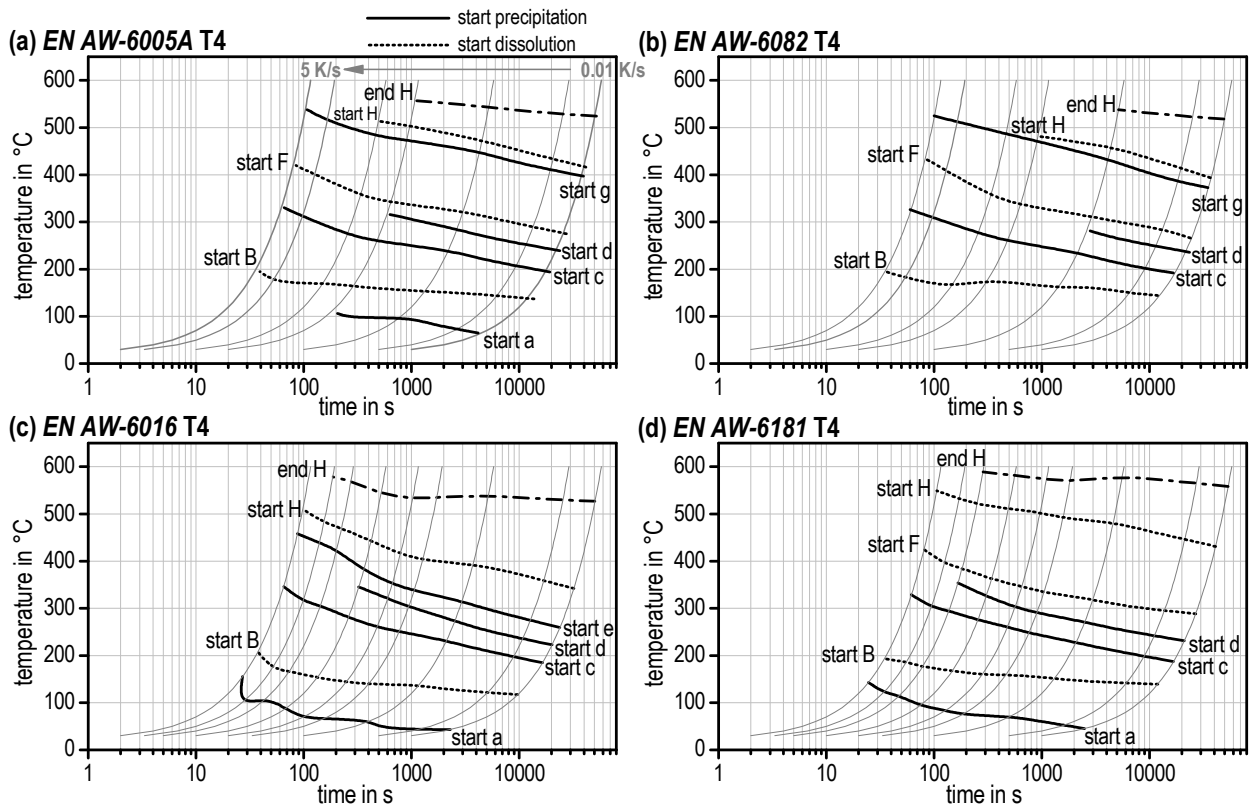 start precipitation
start dissolution
(a) EN AW-6005A T4
5 K/s
0.01 K/s
600
500
400
300
200
100
0
temperature in °C
end H
start H
start F
start g
start d
start c
start B
start a
1
10
100
1000
10000
time in s
(b) EN AW-6082 T4
600
500
400
300
200
100
0
temperature in °C
end H
start H
start F
start g
start d
start c
start B
1
10
100
1000
10000
time in s
(c) EN AW-6016 T4
600
500
400
300
200
100
0
temperature in °C
end H
start H
start e
start d
start c
start B
start a
1
10
100
1000
10000
time in s
(d) EN AW-6181 T4
600
500
400
300
200
100
0
temperature in °C
end H
start H
start F
start d
start c
start B
start a
1
10
100
1000
10000
time in s